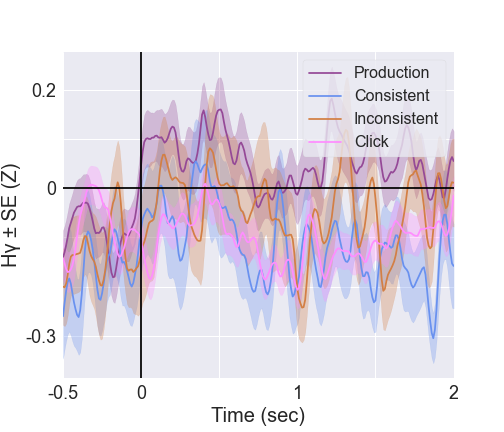 Production
Consistent
Inconsistent
Click
0.2
0
-0.3
Hγ ± SE (Z)
-0.5
0
1
2
Time (sec)